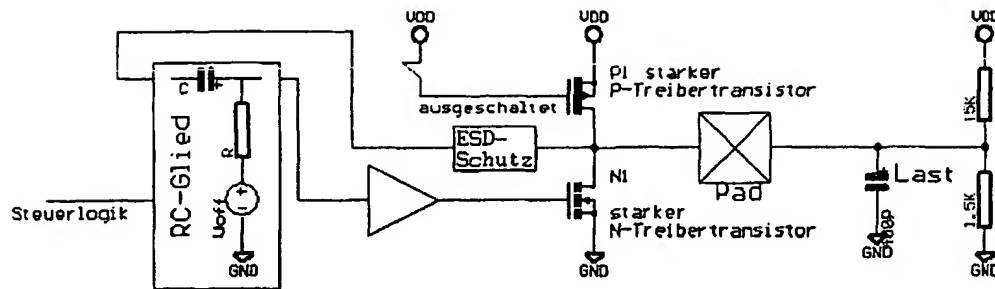 VDD
VDD
VDD
P1 starker
P-Treibertransistor
C
+
ausgeschaltet
15K
ESD-
Schutz
RC-Glied
R
N1
Pad
Last
Steuerlogik
Uoff
+
-
starker
N-Treibertransistor
1.5K
GND
GND
GND
GND